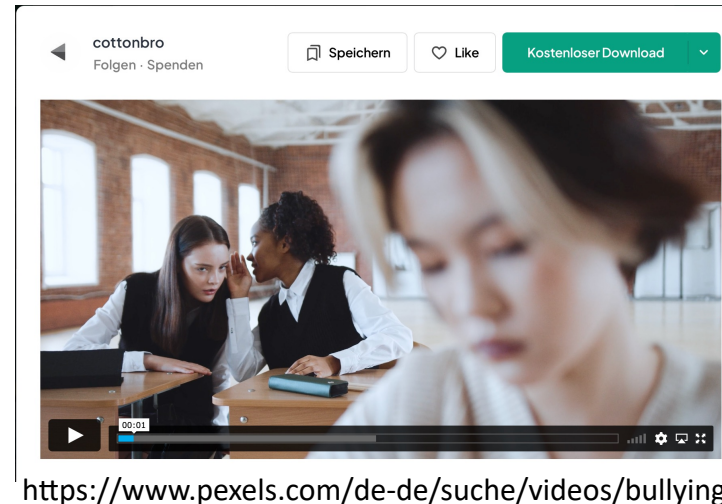 cottonbro
Folgen · Spenden
Speichern
Like
Kostenloser Download
00:01
https://www.pexels.com/de-de/suche/videos/bullying